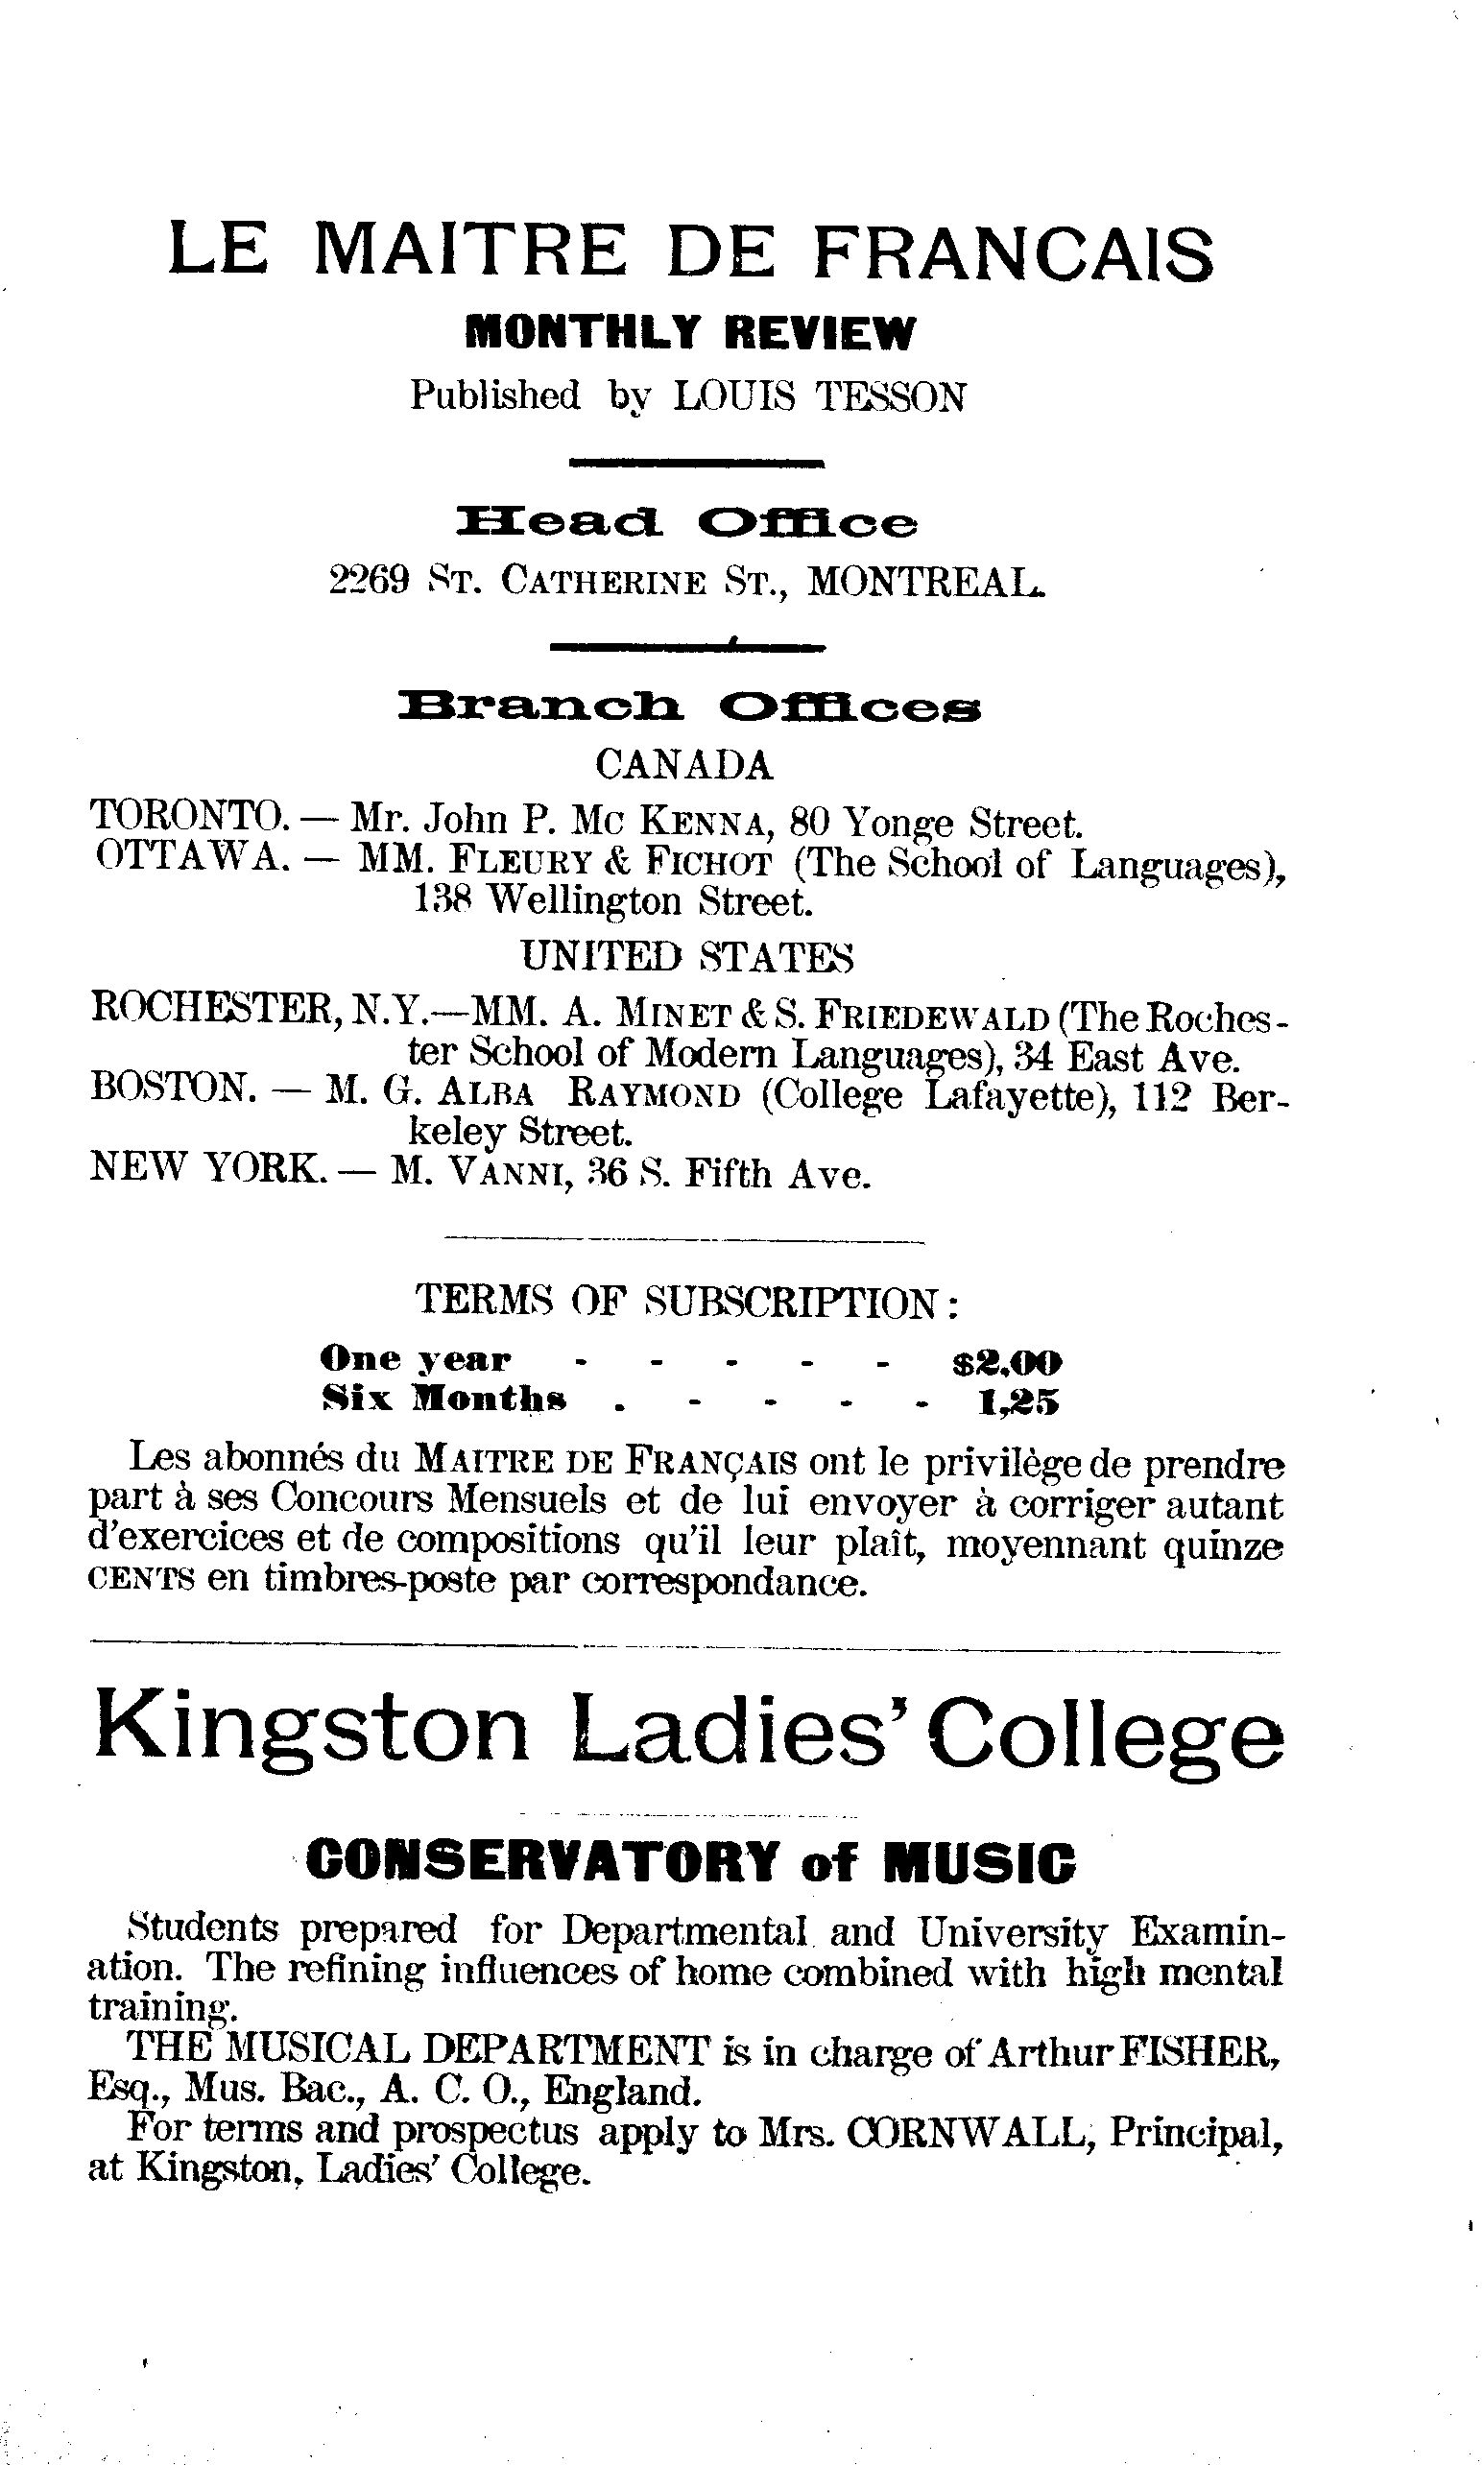 LE MAITRE DE FRANCAIS
MONTHLY REVIEW
Published by LOUIS TESSON
Head Office
2269 ST. CATHERINE ST., MONTREAL.
Branch Offices
CANADA
TORONTO. — Mr. John P. Mc KENNA, 80 Yonge Street.
OTTAWA. — MM. FLEURY & FICHOT (The School of Languages),
138 Wellington Street.
UNITED STATES
ROCHESTER, N.Y.—MM. A. MINET & S. FRIEDEWALD (The Roches-
ter School of Modern Languages), 34 East Ave.
BOSTON. — M. G. ALBA RAYMOND (College Lafayette), 112 Ber-
keley Street.
NEW YORK. — M. VANNI, 36 S. Fifth Ave.
TERMS OF SUBSCRIPTION:
One year - - - - - $2,00
Six Months . - - - - 1,25
Les abonnés du MAITRE DE FRANÇAIS ont le privilège de prendre
part à ses Concours Mensuels et de lui envoyer à corriger autant
d'exercices et de compositions qu'il leur plaît, moyennant quinze
CENTS en timbres-poste par correspondance.
Kingston Ladies' College
CONSERVATORY of MUSIC
Students prepared for Departmental and University Examin-
ation. The refining influences of home combined with high mental
training.
THE MUSICAL DEPARTMENT is in charge of Arthur FISHER,
Esq., Mus. Bac., A. C. O., England.
For terms and prospectus apply to Mrs. CORNWALL, Principal,
at Kingston, Ladies' College.